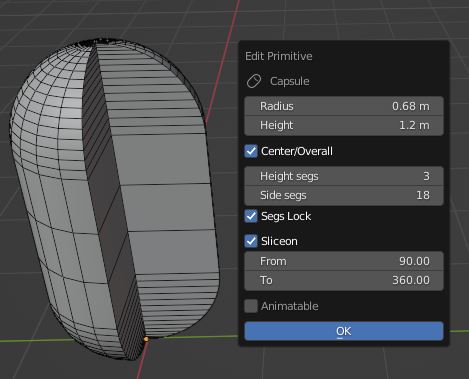 Edit Primitive
Capsule
Radius 0.68 m
Height 1.2 m
Center/Overall
Height segs 3
Side segs 18
Segs Lock
Sliceon
From 90.00
To 360.00
Animatable
OK